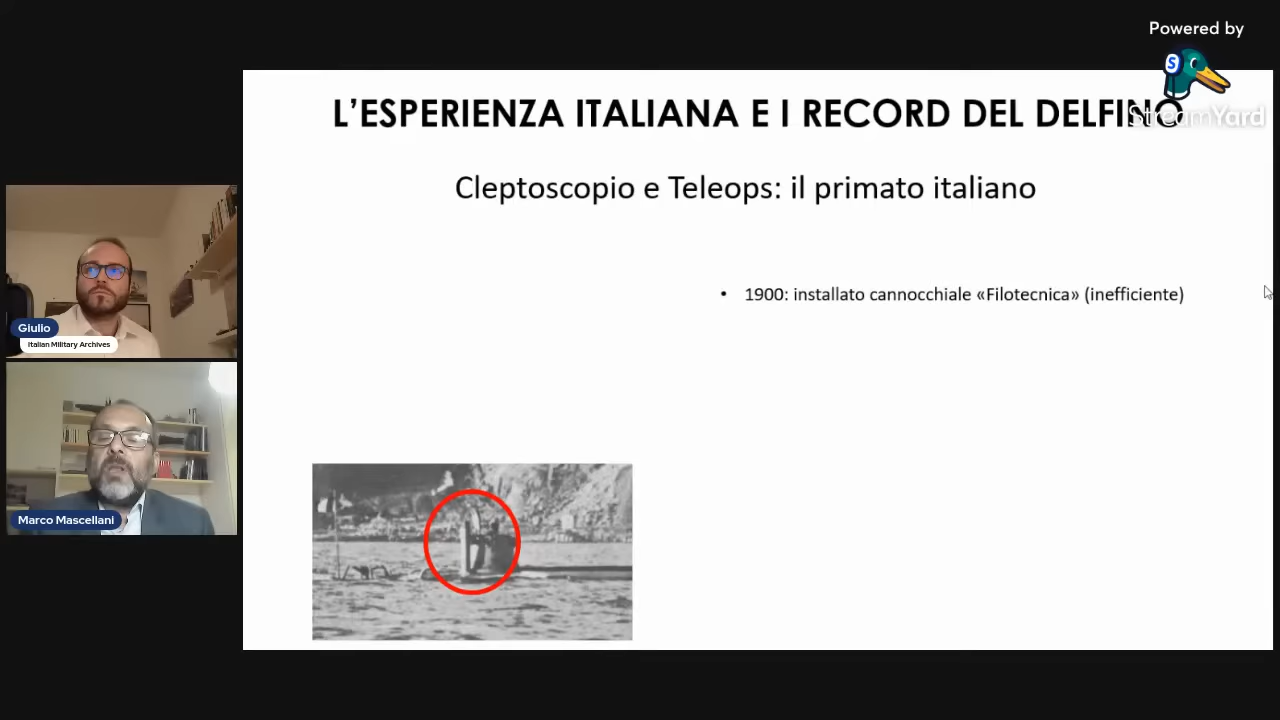 Powered by
StreamYard
L'ESPERIENZA ITALIANA E I RECORD DEL DELFINO
Cleptoscopio e Teleops: il primato italiano
• 1900: installato cannocchiale «Filotecnica» (inefficiente)
Giulio
Italian Military Archives
Marco Mascellani